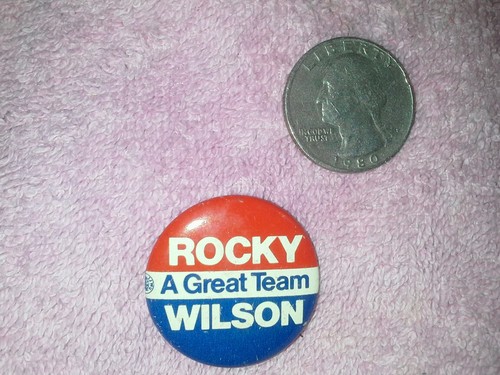 LIBERTY
IN GOD WE
TRUST
1980
ROCKY
A Great Team
WILSON